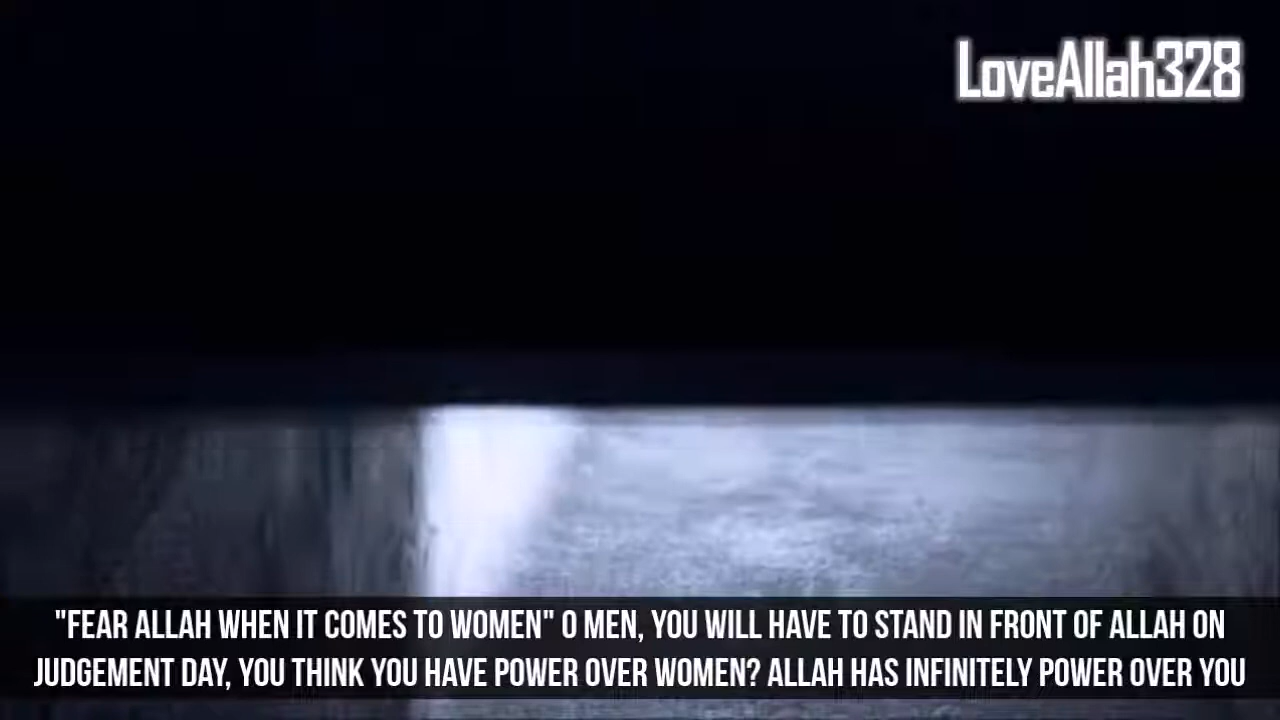 LoveAllah328
"FEAR ALLAH WHEN IT COMES TO WOMEN" O MEN, YOU WILL HAVE TO STAND IN FRONT OF ALLAH ON
JUDGEMENT DAY, YOU THINK YOU HAVE POWER OVER WOMEN? ALLAH HAS INFINITELY POWER OVER YOU